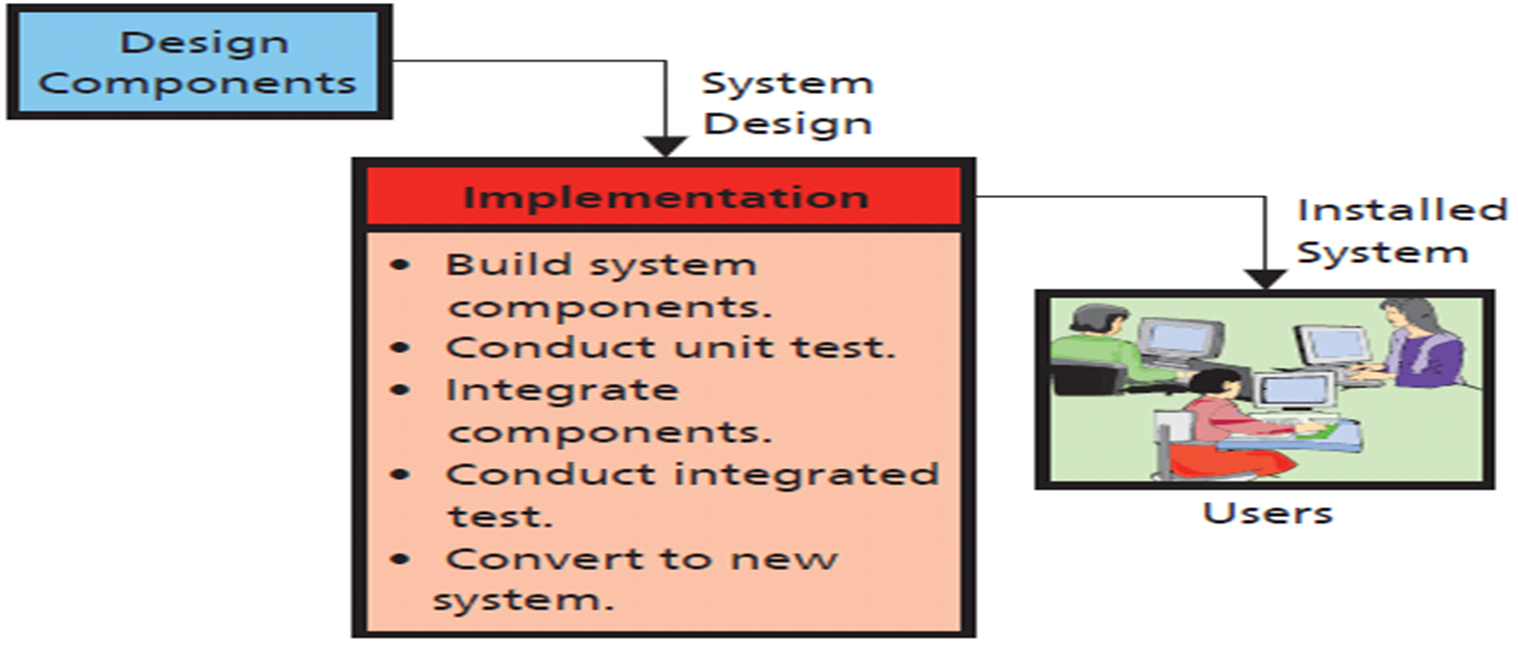 Design
Components
System
Design
Implementation
Installed
System
• Build system
components.
• Conduct unit test.
• Integrate
components.
• Conduct integrated
test.
• Convert to new
system.
Users